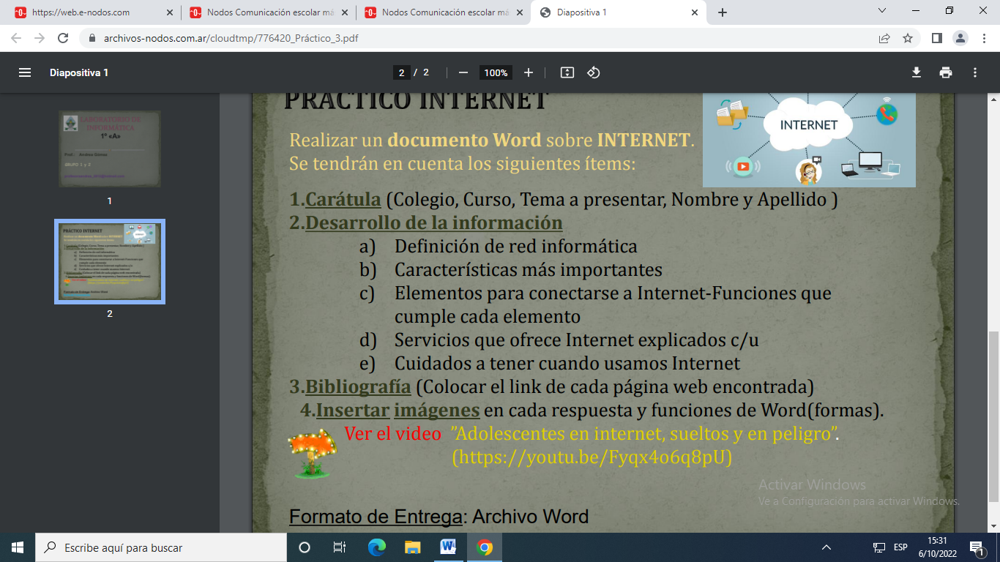 https://web.e-nodos.com
Nodos Comunicación escolar má
Nodos Comunicación escolar má
Diapositiva 1
archivos-nodos.com.ar/cloudtmp/776420_Práctico_3.pdf
Diapositiva 1
2 / 2
100%
LABORATORIO DE
INFORMÁTICA
1º «A»
GRUPO 1 y 2
1
2
PRÁCTICO INTERNET
INTERNET
Realizar un documento Word sobre INTERNET.
Se tendrán en cuenta los siguientes ítems:
1.Carátula (Colegio, Curso, Tema a presentar, Nombre y Apellido )
2.Desarrollo de la información
a) Definición de red informática
b) Características más importantes
c) Elementos para conectarse a Internet-Funciones que
cumple cada elemento
d) Servicios que ofrece Internet explicados c/u
e) Cuidados a tener cuando usamos Internet
3.Bibliografía (Colocar el link de cada página web encontrada)
4.Insertar imágenes en cada respuesta y funciones de Word(formas).
Ver el video ”Adolescentes en internet, sueltos y en peligro”.
(https://youtu.be/Fyqx4o6q8pU)
Formato de Entrega: Archivo Word
Activar Windows
Ve a Configuración para activar Windows.
Escribe aquí para buscar
ESP
15:31
6/10/2022
1